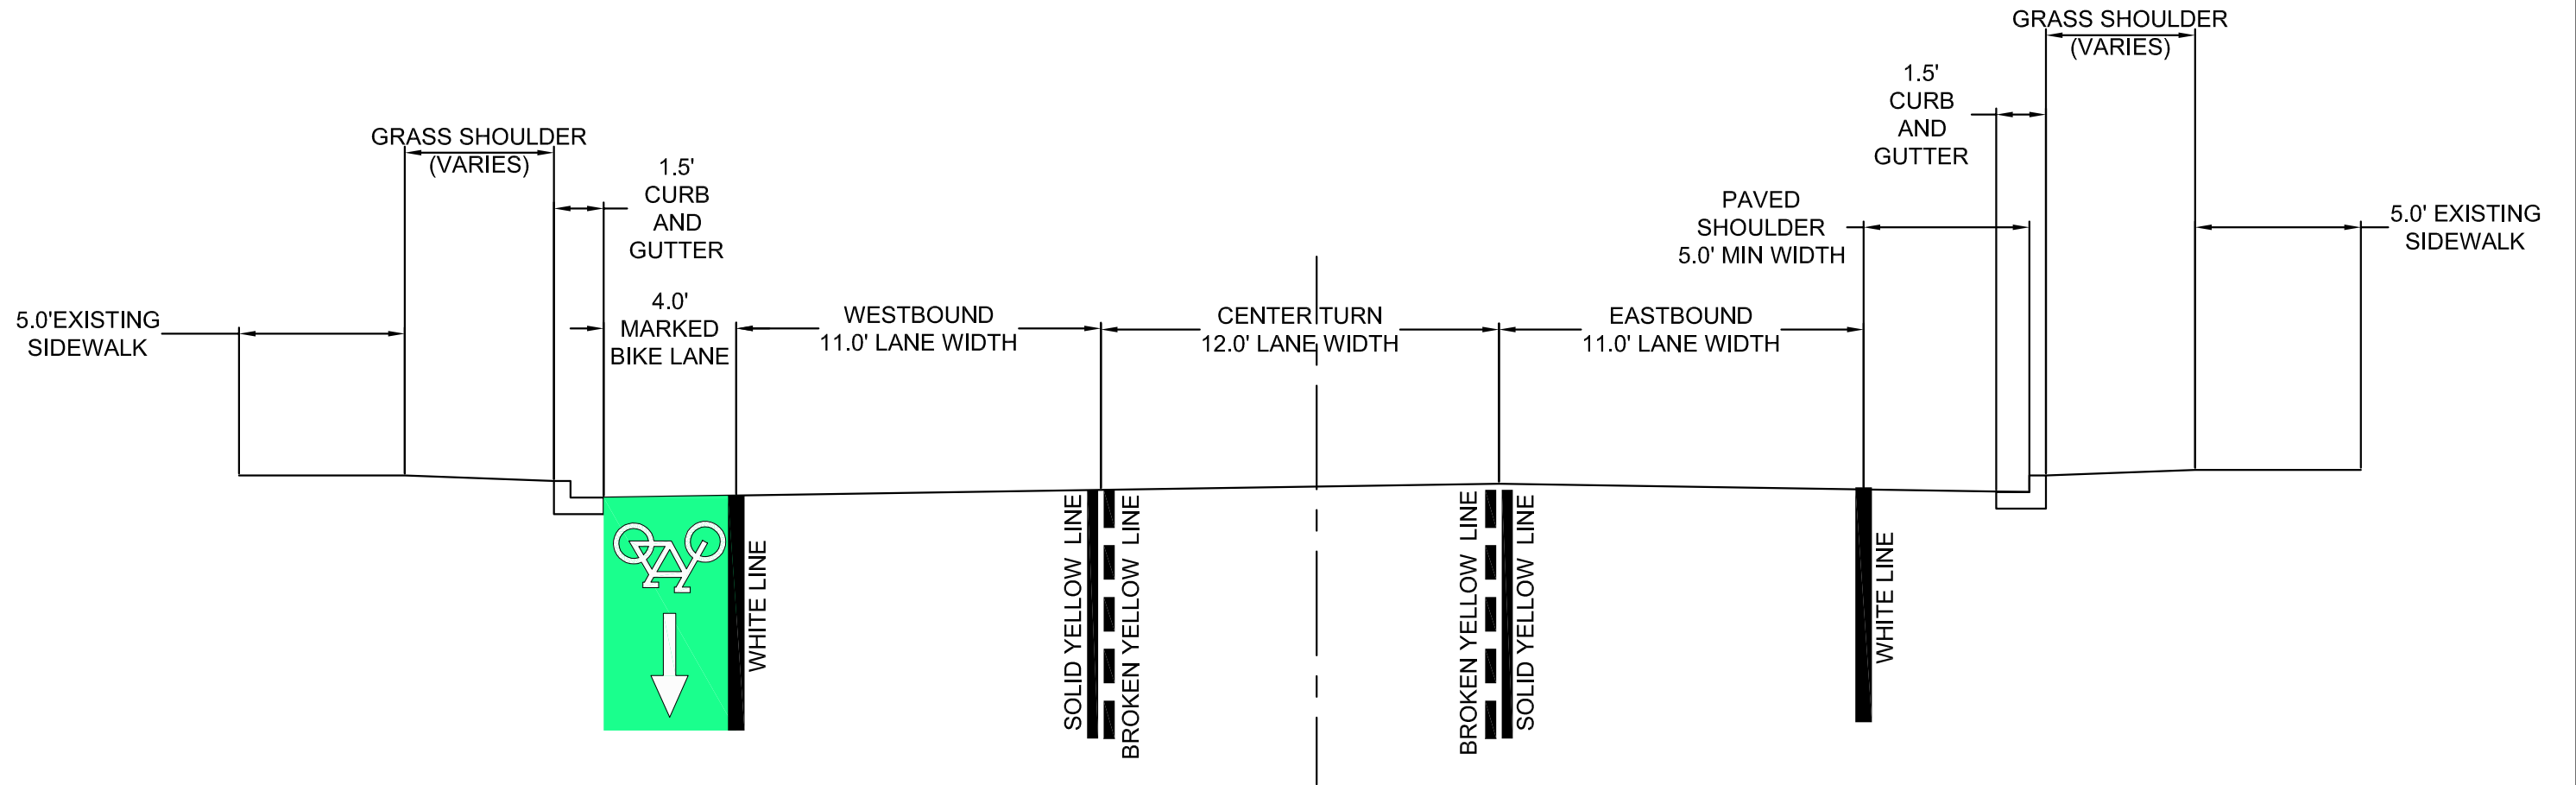 GRASS SHOULDER
(VARIES)
1.5'
CURB
AND
GUTTER
GRASS SHOULDER
(VARIES)
1.5'
CURB
AND
GUTTER
PAVED
SHOULDER
5.0' MIN WIDTH
5.0' EXISTING
SIDEWALK
5.0'EXISTING
SIDEWALK
4.0'
MARKED
BIKE LANE
WESTBOUND
11.0' LANE WIDTH
CENTER TURN
12.0' LANE WIDTH
EASTBOUND
11.0' LANE WIDTH
WHITE LINE
SOLID YELLOW LINE
BROKEN YELLOW LINE
BROKEN YELLOW LINE
SOLID YELLOW LINE
WHITE LINE